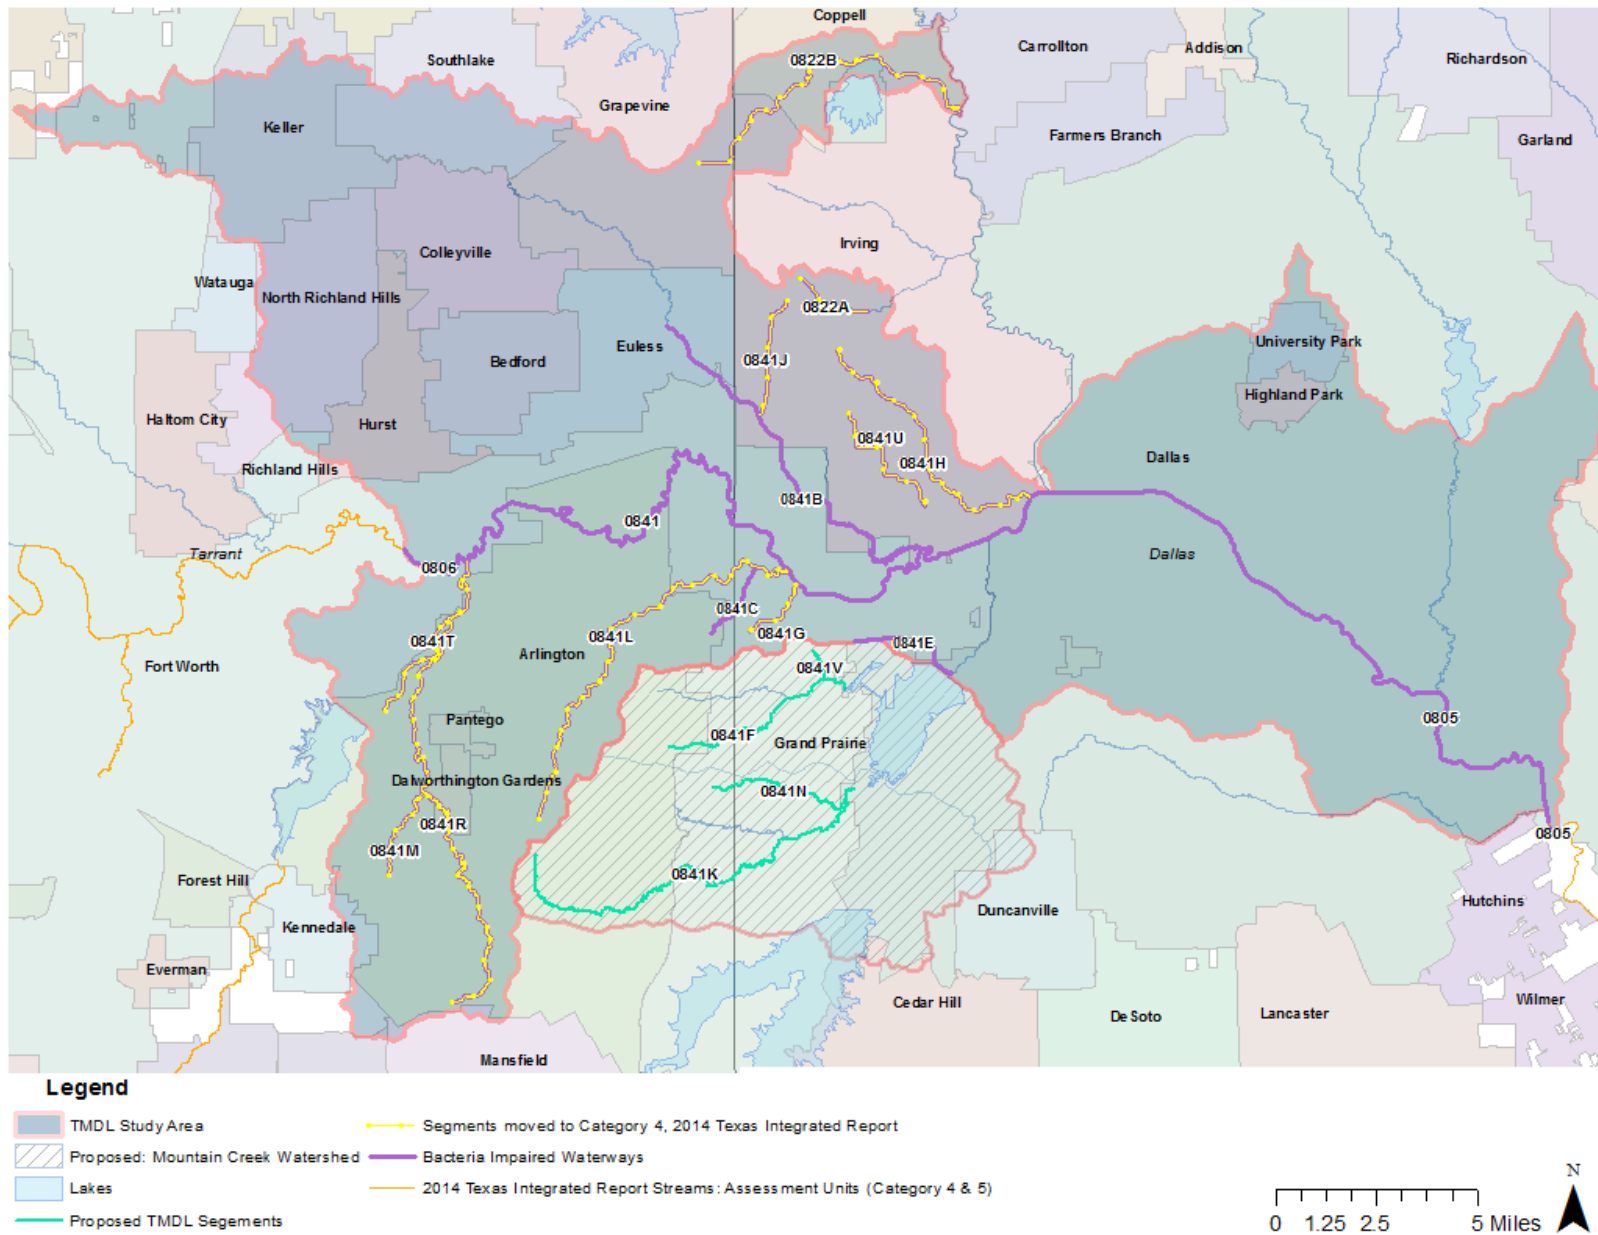 Coppell
Southlake
0822B
Carrollton
Addison
Richardson
Grapevine
Keller
Farmers Branch
Garland
Colleyville
Irving
Watauga
North Richland Hills
0822A
Euless
0841J
Bedford
University Park
Highland Park
Haltom City
Hurst
0841U
0841H
Dallas
Richland Hills
0841B
0841
Tarrant
0806
Dallas
0841C
0841T
0841L
0841G
0841E
Arlington
Fort Worth
0841V
Pantego
0841F
Grand Prairie
0805
Dalworthington Gardens
0841N
0841R
0841M
0805
0841K
Forest Hill
Kennedale
Duncanville
Hutchins
Everman
Cedar Hill
DeSoto
Lancaster
Wilmer
Mansfield
Legend
TMDL Study Area
Segments moved to Category 4, 2014 Texas Integrated Report
Proposed: Mountain Creek Watershed
Bacteria Impaired Waterways
Lakes
2014 Texas Integrated Report Streams: Assessment Units (Category 4 & 5)
Proposed TMDL Segements
N
0 1.25 2.5 5 Miles